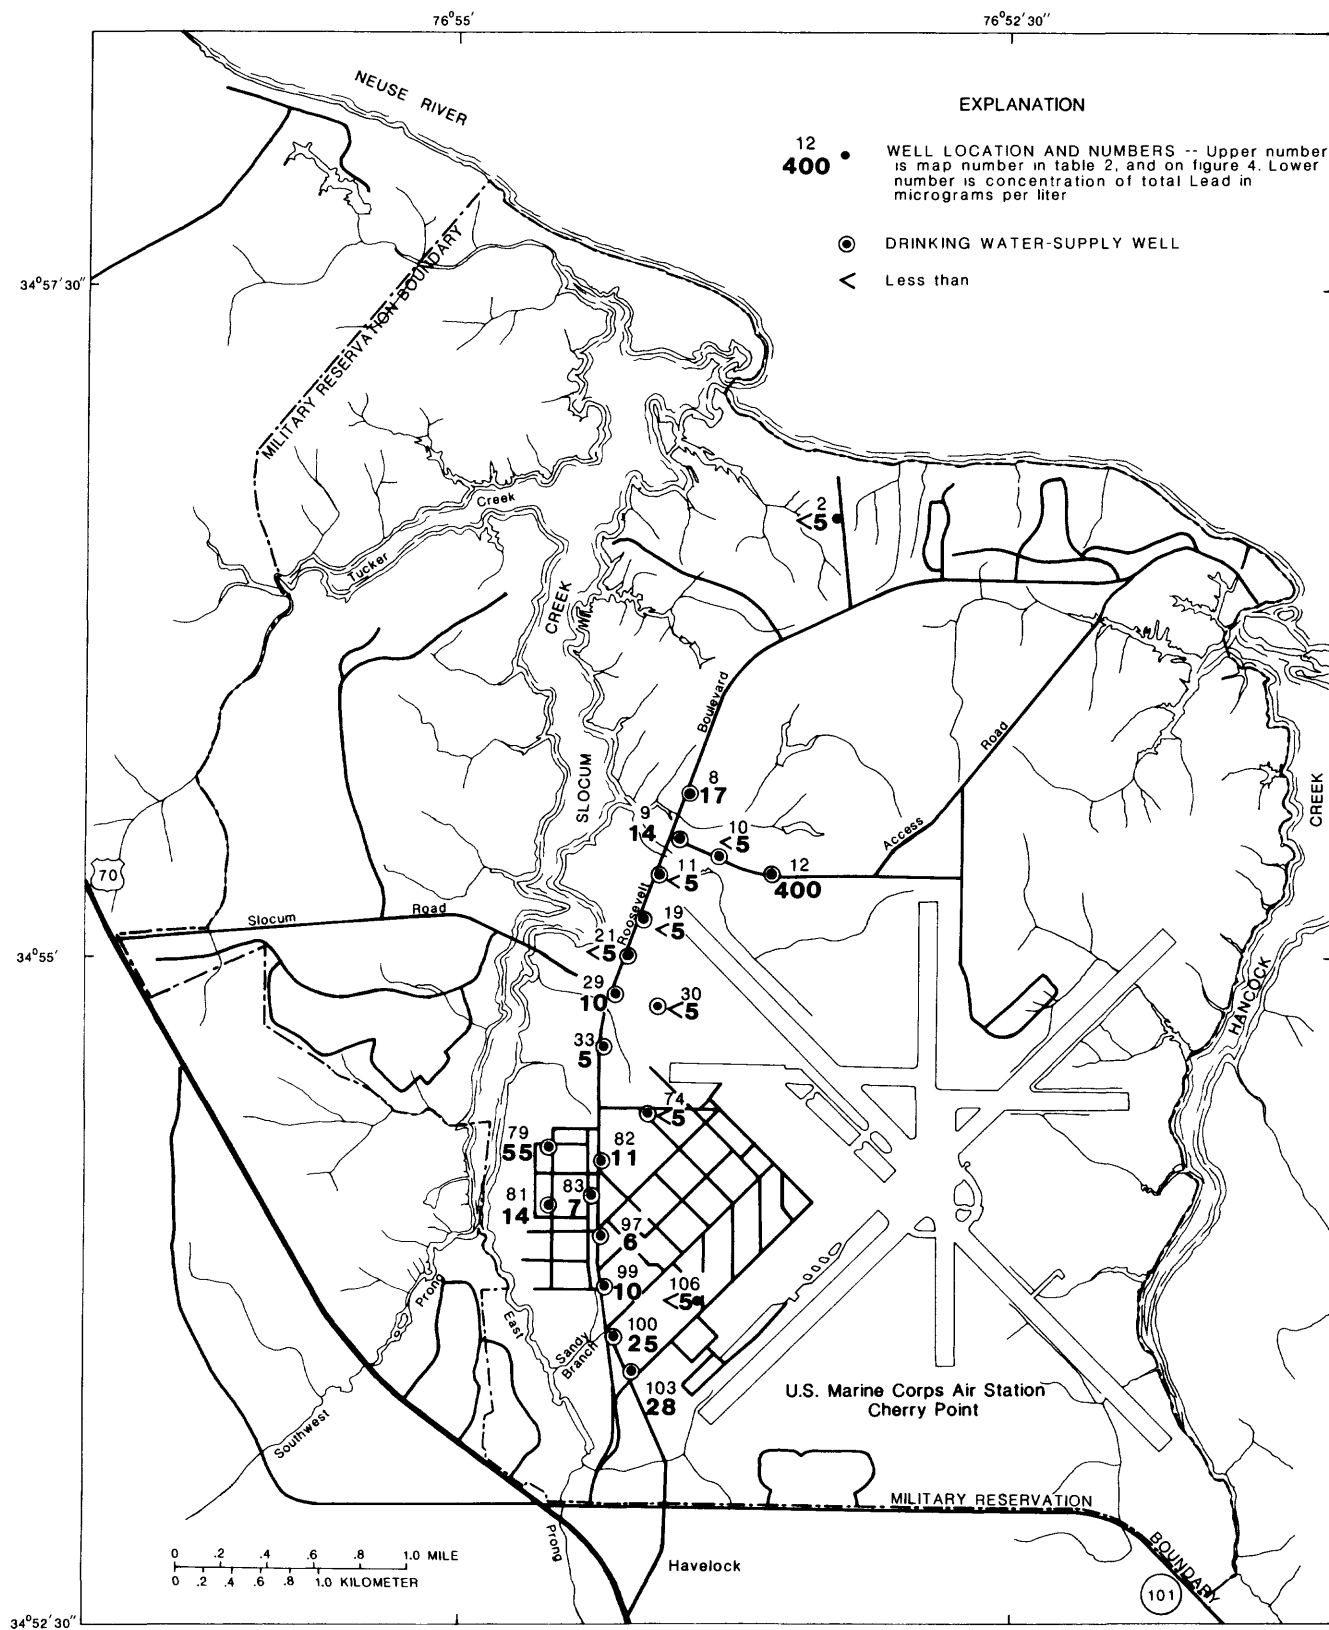 76°55'
76°52'30"
NEUSE RIVER
EXPLANATION
12
400
WELL LOCATION AND NUMBERS -- Upper number
is map number in table 2, and on figure 4. Lower
number is concentration of total Lead in
micrograms per liter
DRINKING WATER-SUPPLY WELL
< Less than
34°57'30"
MILITARY RESERVATION BOUNDARY
Creek
Tucker
2
<5
CREEK
SLOCUM
Boulevard
Road
Access
CREEK
HANCOCK
8
17
9
14
10
<5
11
<5
12
400
70
Slocum
Road
Roosevelt
19
<5
21
<5
34°55'
29
10
30
<5
33
5
74
<5
79
55
82
11
81
14
83
7
97
6
99
10
106
<5
Prong
East
Sandy
Branch
100
25
103
28
Southwest
U.S. Marine Corps Air Station
Cherry Point
MILITARY RESERVATION
BOUNDARY
Prong
Havelock
101
0 .2 .4 .6 .8 1.0 MILE
0 .2 .4 .6 .8 1.0 KILOMETER
34°52'30"